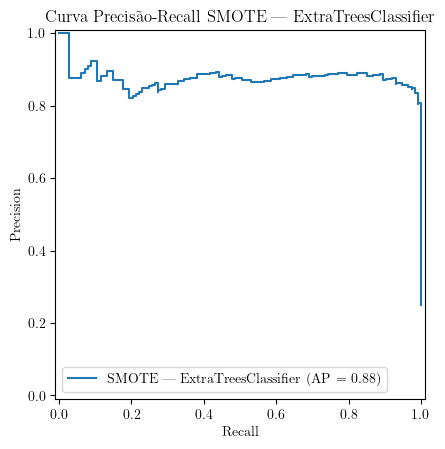 Curva Precisão-Recall SMOTE — ExtraTreesClassifier
1.0
0.8
0.6
0.4
0.2
0.0
Precision
SMOTE — ExtraTreesClassifier (AP = 0.88)
0.0 0.2 0.4 0.6 0.8 1.0
Recall